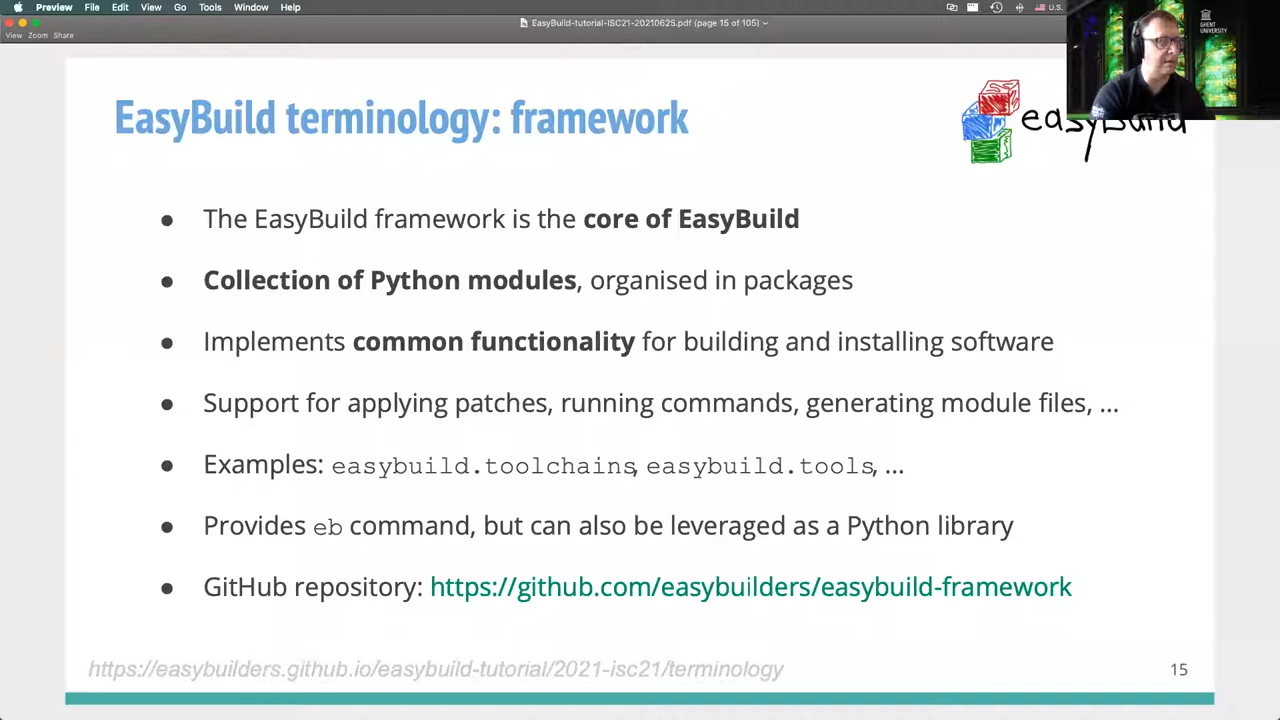 Preview File Edit View Go Tools Window Help
U.S.
EasyBuild-tutorial-ISC21-20210625.pdf (page 15 of 105)
View Zoom Share
GHENT
UNIVERSITY
EasyBuild terminology: framework
easybuild
● The EasyBuild framework is the core of EasyBuild
● Collection of Python modules, organised in packages
● Implements common functionality for building and installing software
● Support for applying patches, running commands, generating module files, ...
● Examples: easybuild.toolchains, easybuild.tools, ...
● Provides eb command, but can also be leveraged as a Python library
● GitHub repository: https://github.com/easybuilders/easybuild-framework
https://easybuilders.github.io/easybuild-tutorial/2021-isc21/terminology
15